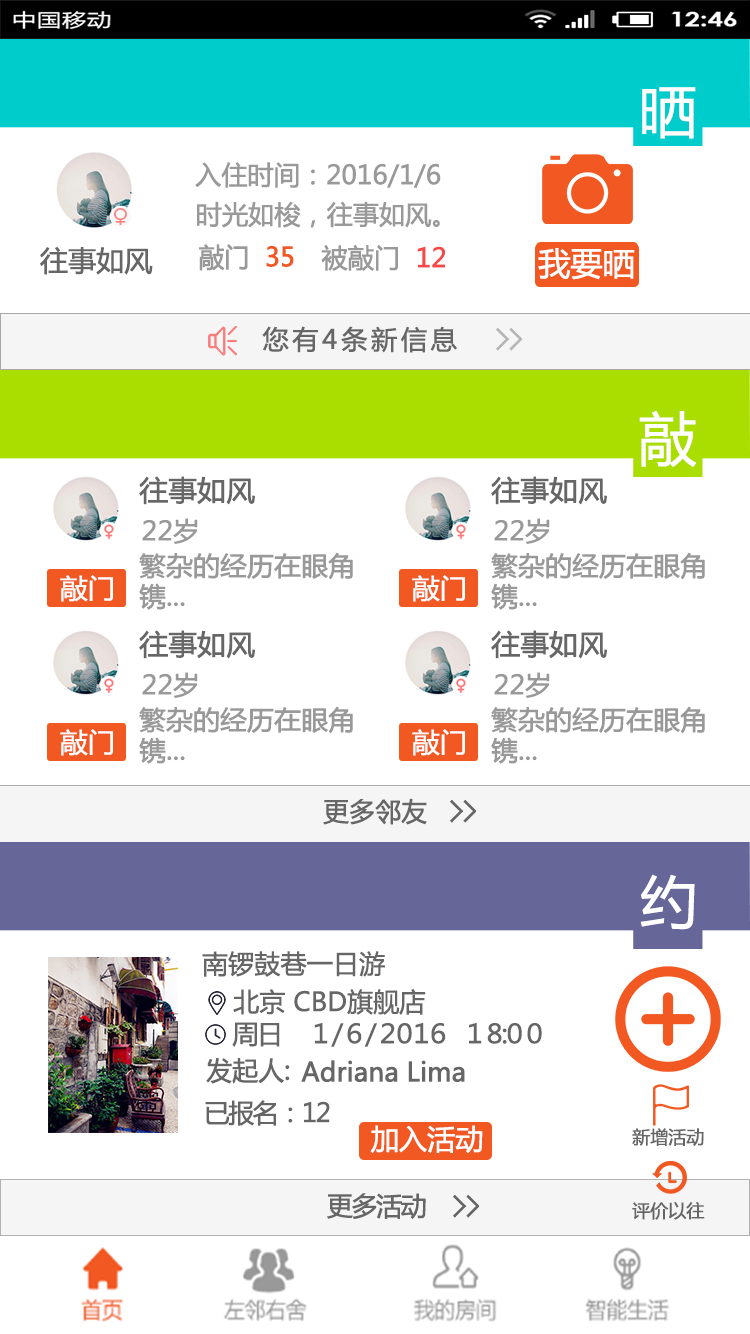 中国移动 12:46
晒
入住时间：2016/1/6
时光如梭，往事如风。
往事如风
敲门 35 被敲门 12
我要晒
您有4条新信息 >>
敲
往事如风
22岁
繁杂的经历在眼角
镌...
敲门
往事如风
22岁
繁杂的经历在眼角
镌...
敲门
往事如风
22岁
繁杂的经历在眼角
镌...
敲门
往事如风
22岁
繁杂的经历在眼角
镌...
敲门
更多邻友 >>
约
南锣鼓巷一日游
北京 CBD旗舰店
周日 1/6/2016 18:00
发起人: Adriana Lima
已报名：12
加入活动
新增活动
评价以往
更多活动 >>
首页 左邻右舍 我的房间 智能生活